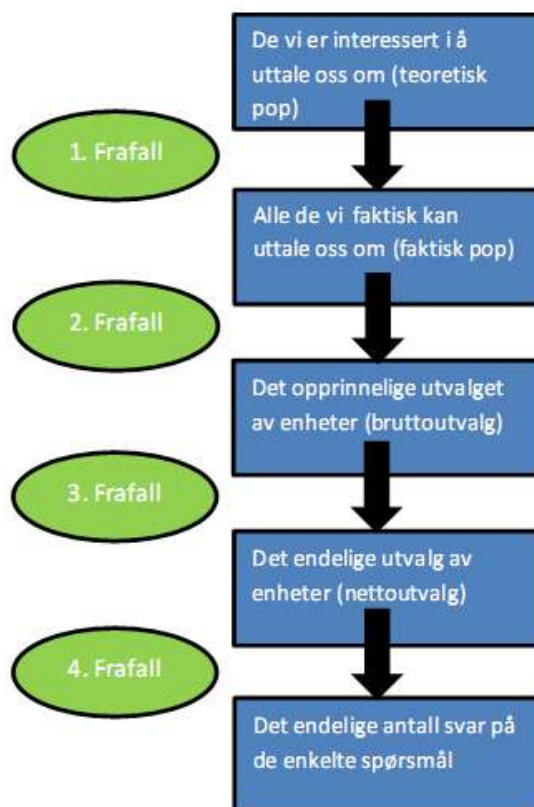 De vi er interessert i å
uttale oss om (teoretisk
pop)
1. Frafall
Alle de vi faktisk kan
uttale oss om (faktisk pop)
2. Frafall
Det opprinnelige utvalget
av enheter (bruttoutvalg)
3. Frafall
Det endelige utvalg av
enheter (nettoutvalg)
4. Frafall
Det endelige antall svar på
de enkelte spørsmål